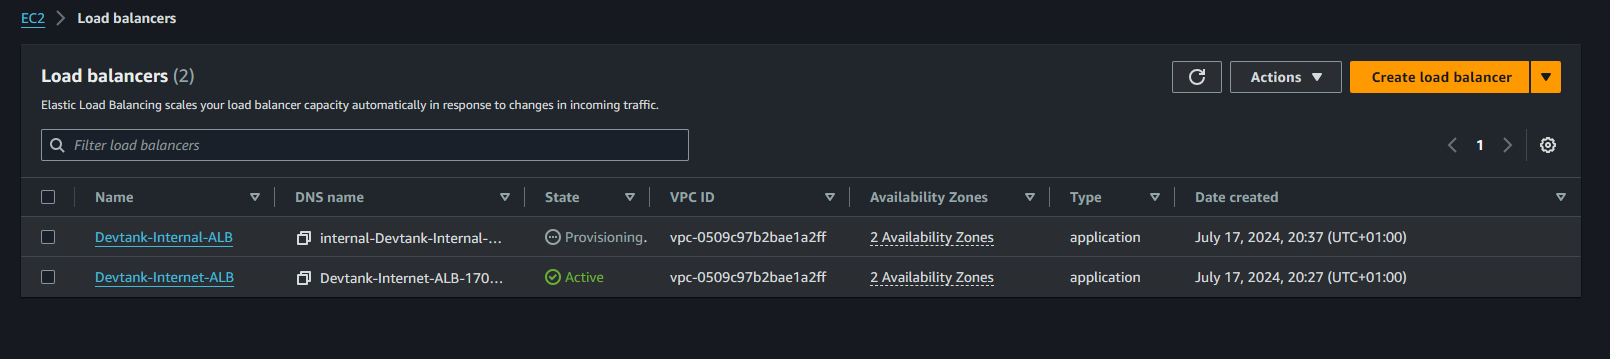 EC2 > Load balancers
Load balancers (2)
Actions
Create load balancer
Elastic Load Balancing scales your load balancer capacity automatically in response to changes in incoming traffic.
Filter load balancers
1
Name DNS name State VPC ID Availability Zones Type Date created
Devtank-Internal-ALB internal-Devtank-Internal-... Provisioning. vpc-0509c97b2bae1a2ff 2 Availability Zones application July 17, 2024, 20:37 (UTC+01:00)
Devtank-Internet-ALB Devtank-Internet-ALB-170... Active vpc-0509c97b2bae1a2ff 2 Availability Zones application July 17, 2024, 20:27 (UTC+01:00)